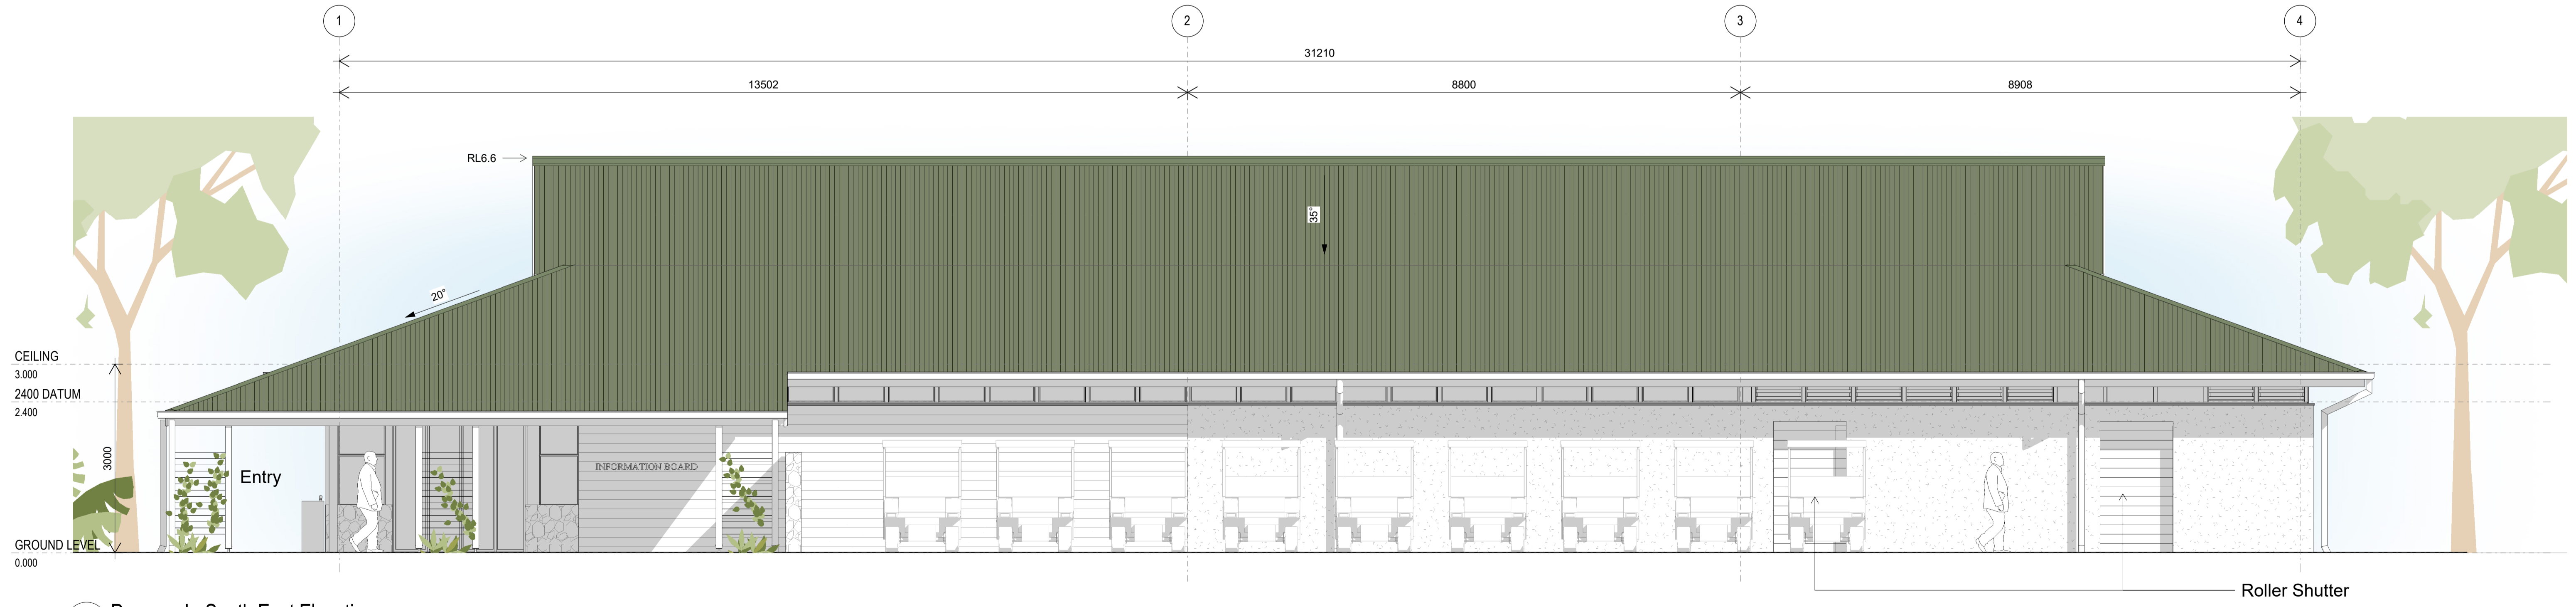 1 2 3 4
31210
13502 8800 8908
RL6.6
35°
20°
CEILING
3.000
2400 DATUM
2.400
3000
INFORMATION BOARD
Entry
GROUND LEVEL
0.000
Roller Shutter